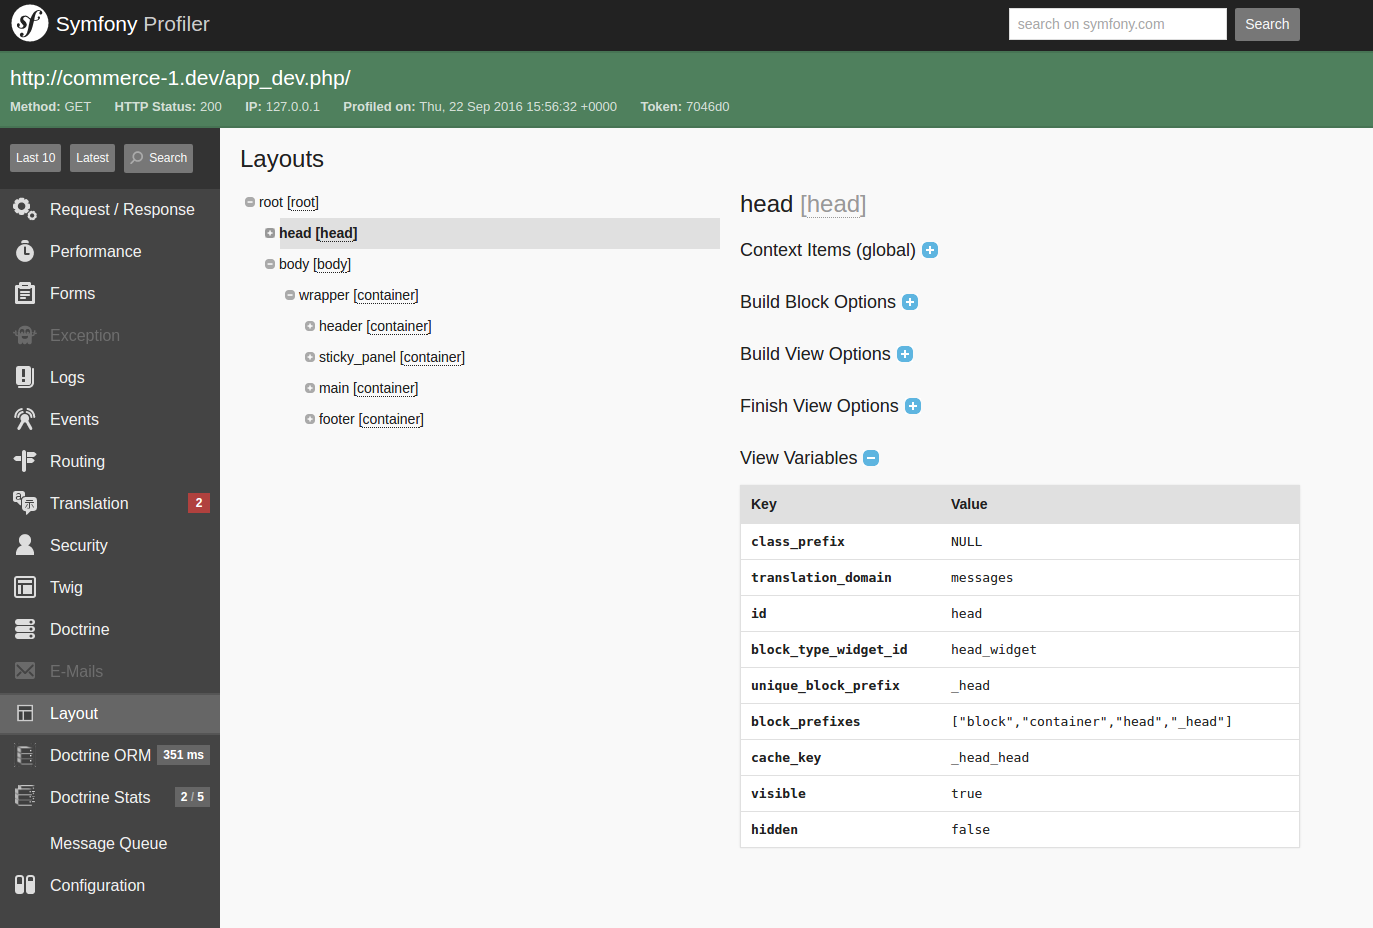 Symfony Profiler
search on symfony.com
Search
http://commerce-1.dev/app_dev.php/
Method: GET HTTP Status: 200 IP: 127.0.0.1 Profiled on: Thu, 22 Sep 2016 15:56:32 +0000 Token: 7046d0
Last 10
Latest
Search
Request / Response
Performance
Forms
Exception
Logs
Events
Routing
Translation 2
Security
Twig
Doctrine
E-Mails
Layout
Doctrine ORM 351 ms
Doctrine Stats 2 / 5
Message Queue
Configuration
Layouts
root [root]
head [head]
body [body]
wrapper [container]
header [container]
sticky_panel [container]
main [container]
footer [container]
head [head]
Context Items (global)
Build Block Options
Build View Options
Finish View Options
View Variables
Key Value
class_prefix NULL
translation_domain messages
id head
block_type_widget_id head_widget
unique_block_prefix _head
block_prefixes ["block","container","head","_head"]
cache_key _head_head
visible true
hidden false